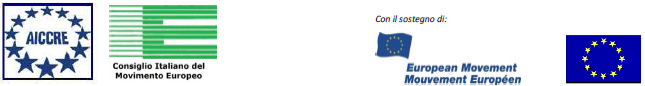 AICCRE
Consiglio Italiano del
Movimento Europeo
Con il sostegno di:
European Movement
Mouvement Européen